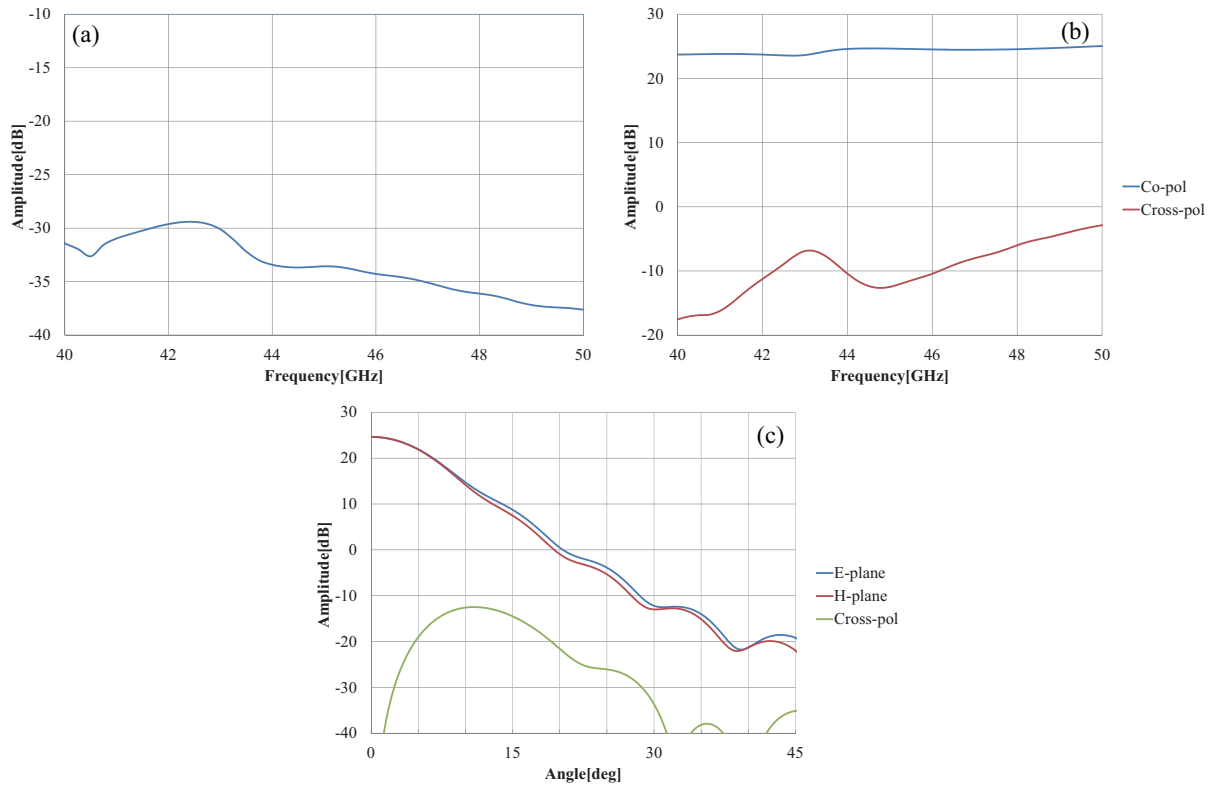 (a)
Amplitude[dB]
-10
-15
-20
-25
-30
-35
-40
40 42 44 46 48 50
Frequency[GHz]
(b)
Amplitude[dB]
30
20
10
0
-10
-20
40 42 44 46 48 50
Frequency[GHz]
Co-pol
Cross-pol
(c)
Amplitude[dB]
30
20
10
0
-10
-20
-30
-40
0 15 30 45
Angle[deg]
E-plane
H-plane
Cross-pol